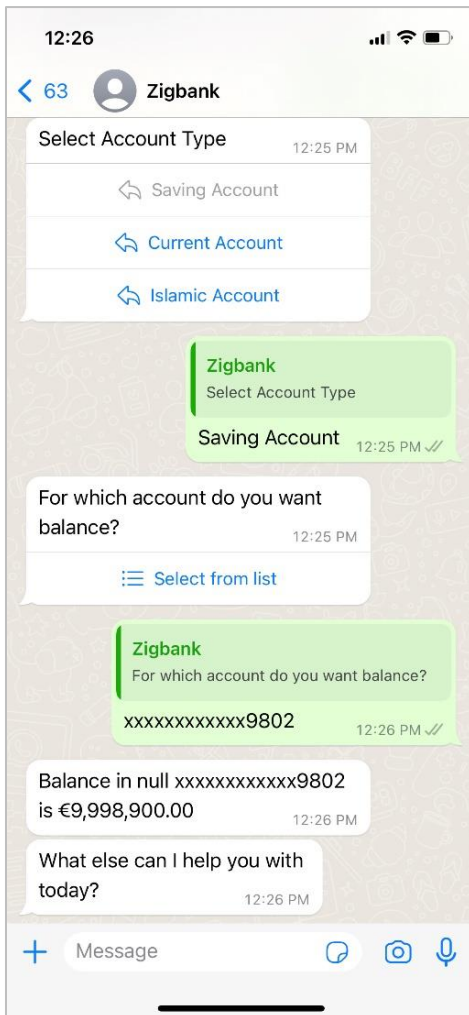 12:26
63
Zigbank
Select Account Type
12:25 PM
Saving Account
Current Account
Islamic Account
Zigbank
Select Account Type
Saving Account
12:25 PM
For which account do you want
balance?
12:25 PM
Select from list
Zigbank
For which account do you want balance?
xxxxxxxxxxxx9802
12:26 PM
Balance in null xxxxxxxxxxxx9802
is €9,998,900.00
12:26 PM
What else can I help you with
today?
12:26 PM
Message